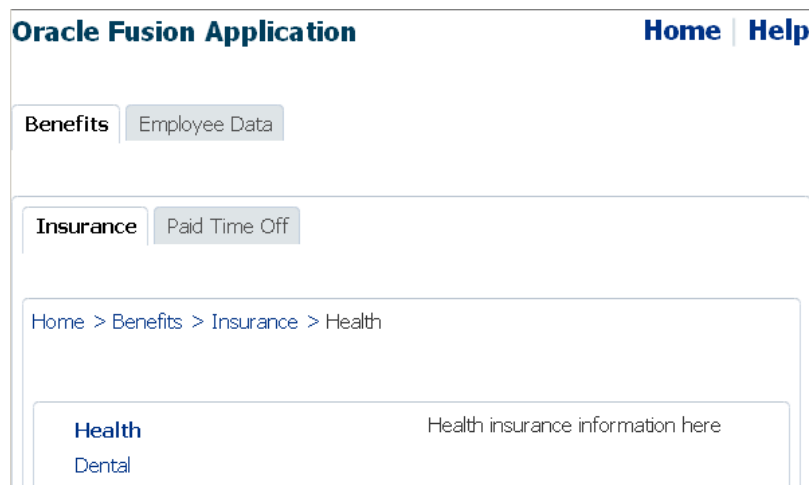 Oracle Fusion Application Home Help
Benefits Employee Data
Insurance Paid Time Off
Home > Benefits > Insurance > Health
Health Health insurance information here
Dental